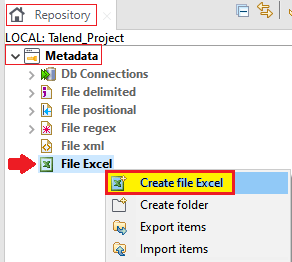 Repository
LOCAL: Talend_Project
Metadata
Db Connections
File delimited
File positional
File regex
File xml
File Excel
Create file Excel
Create folder
Export items
Import items